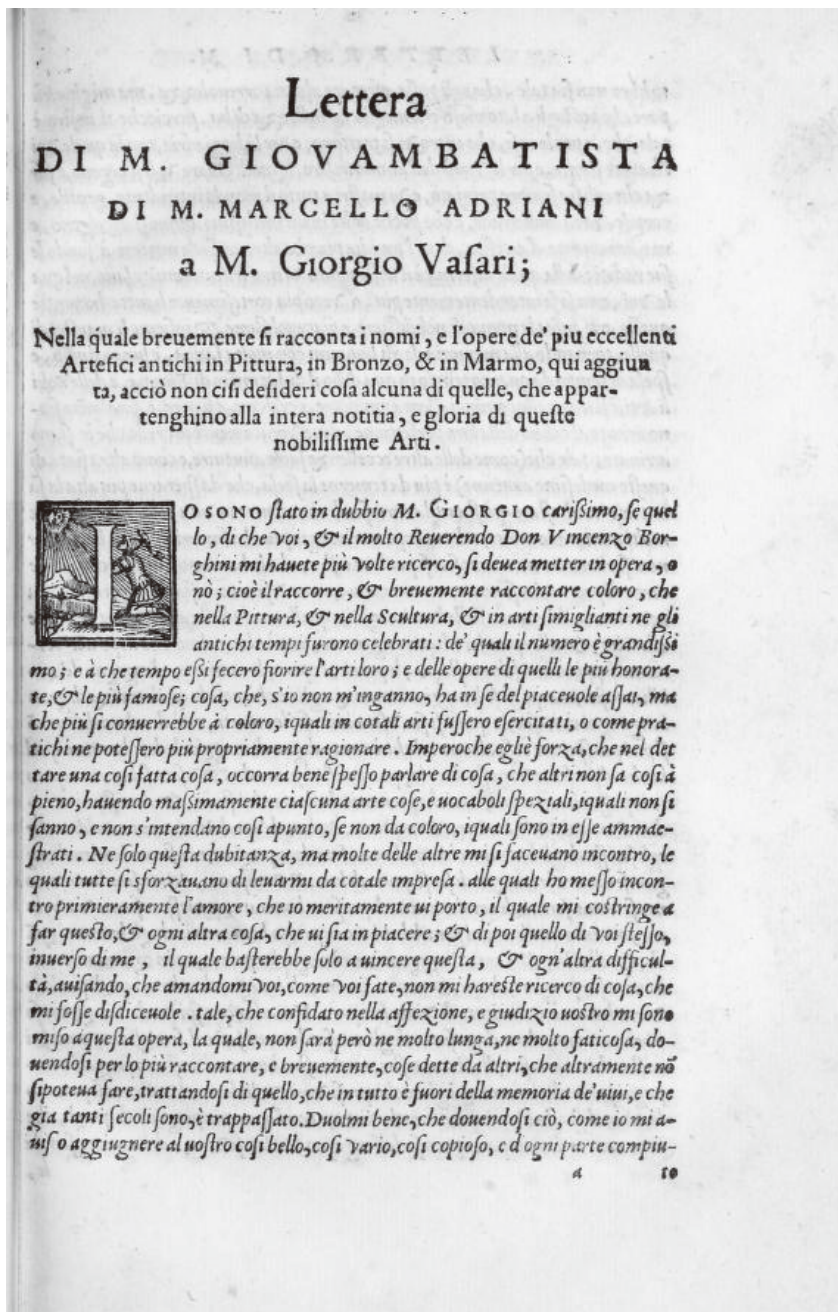 Lettera
DI M. GIOVAMBATISTA
DI M. MARCELLO ADRIANI
a M. Giorgio Vaſari;
Nella quale breuemente ſi racconta i nomi, e l'opere de' piu eccellenti
Artefici antichi in Pittura, in Bronzo, & in Marmo, qui aggiun
ta, acciò non ciſi deſideri coſa alcuna di quelle, che appar-
tenghino alla intera notitia, e gloria di queſte
nobiliſſime Arti.
IO SONO ſtato in dubbio M. GIORGIO cariſsimo, ſe quel
lo, di che voi, & il molto Reuerendo Don Vincenzo Bor-
ghini mi hauete più volte ricerco, ſi deuea metter in opera, o
nò; cioè il raccorre, & breuemente raccontare coloro, che
nella Pittura, & nella Scultura, & in arti ſimiglianti ne gli
antichi tempi furono celebrati: de' quali il numero è grandiſsi
mo; e à che tempo eſsi fecero fiorire l'arti loro; e delle opere di quelli le più honora-
te, & le più famoſe; coſa, che, s'io non m'inganno, ha in ſe del piaceuole aſſai, ma
che più ſi conuerrebbe à coloro, iquali in cotali arti fuſſero eſercitati, o come pra-
tichi ne poteſſero più propriamente ragionare. Imperoche egliè forza, che nel det
tare una coſi fatta coſa, occorra bene ſpeſſo parlare di coſa, che altri non ſa coſi à
pieno, hauendo maſsimamente ciaſcuna arte coſe, e uocaboli ſpeziali, iquali non ſi
ſanno, e non s'intendano coſi apunto, ſe non da coloro, iquali ſono in eſſe ammae-
ſtrati. Ne ſolo queſta dubitanza, ma molte delle altre mi ſi faceuano incontro, le
quali tutte ſi sforzauano di leuarmi da cotale impreſa. alle quali ho meſſo incon-
tro primieramente l'amore, che io meritamente ui porto, il quale mi coſtringe a
far queſto, & ogni altra coſa, che ui ſia in piacere; & di poi quello di voi ſteſſo,
inuerſo di me, il quale baſterebbe ſolo a uincere queſta, & ogn'altra difficul-
tà, auiſando, che amandomi voi, come voi fate, non mi hareſte ricerco di coſa, che
mi foſſe diſdiceuole. tale, che confidato nella affezione, e giudizio uoſtro mi ſono
miſo a queſta opera, la quale, non ſarà però ne molto lunga, ne molto faticoſa, do-
uendoſi per lo più raccontare, e breuemente, coſe dette da altri, che altramente nõ
ſipoteua fare, trattandoſi di quello, che in tutto è fuori della memoria de' uiui, e che
gia tanti ſecoli ſono, è trappaſſato. Duolmi bene, che douendoſi ciò, come io mi a-
uiſo aggiugnere al uoſtro coſi bello, coſi vario, coſi copioſo, e d ogni parte compiu-
a to